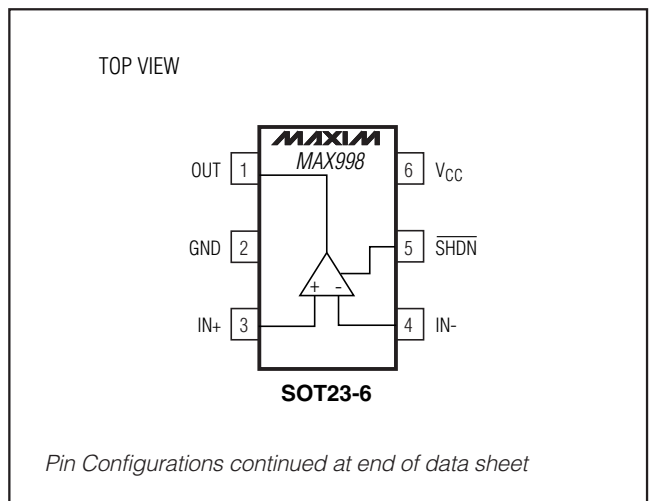 TOP VIEW
MAXIM
MAX998
OUT 1
6 VCC
GND 2
5 SHDN
+ -
IN+ 3
4 IN-
SOT23-6
Pin Configurations continued at end of data sheet